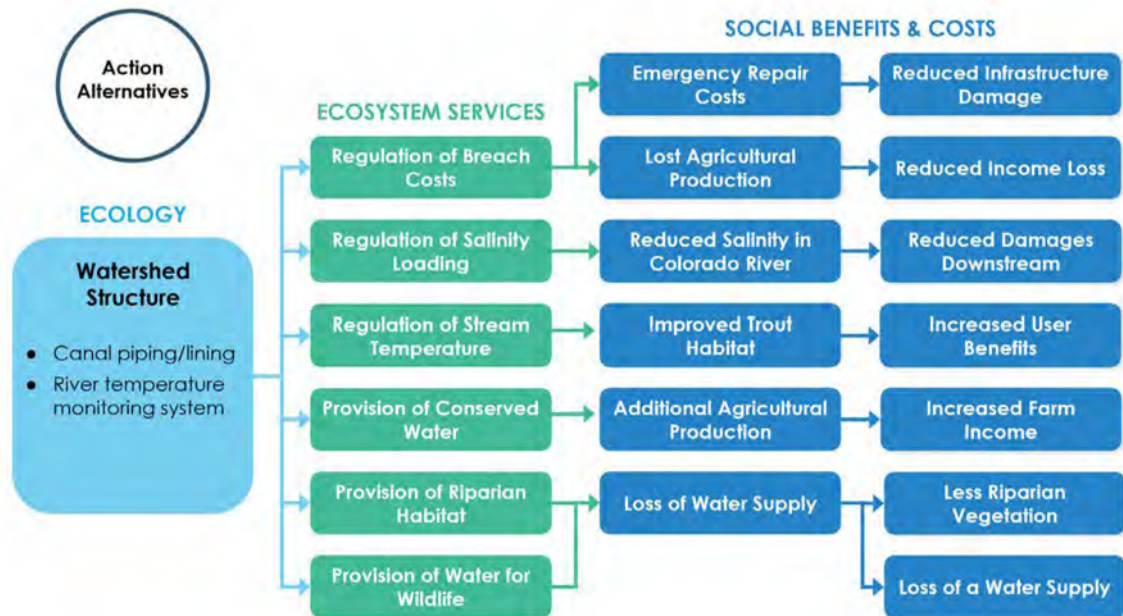 Action
Alternatives
ECOLOGY
Watershed
Structure
● Canal piping/lining
● River temperature
monitoring system
ECOSYSTEM SERVICES
Regulation of Breach
Costs
Regulation of Salinity
Loading
Regulation of Stream
Temperature
Provision of Conserved
Water
Provision of Riparian
Habitat
Provision of Water for
Wildlife
SOCIAL BENEFITS & COSTS
Emergency Repair
Costs
Reduced Infrastructure
Damage
Lost Agricultural
Production
Reduced Income Loss
Reduced Salinity in
Colorado River
Reduced Damages
Downstream
Improved Trout
Habitat
Increased User
Benefits
Additional Agricultural
Production
Increased Farm
Income
Loss of Water Supply
Less Riparian
Vegetation
Loss of a Water Supply